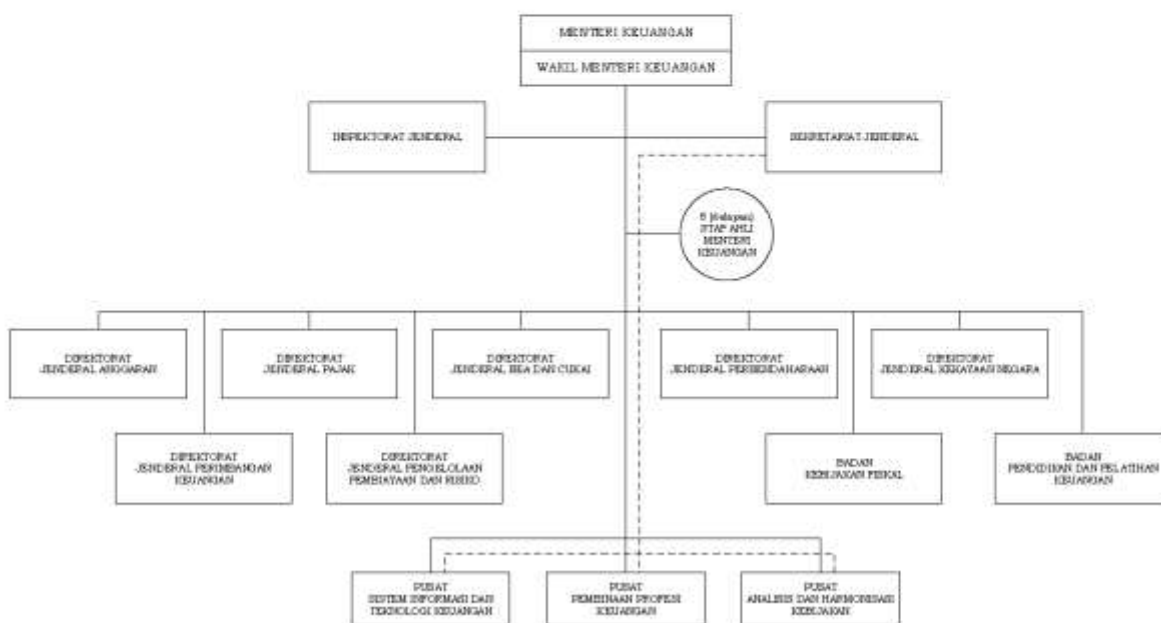 MENTERI KEUANGAN
WAKIL MENTERI KEUANGAN
INSPEKTORAT JENDERAL
SEKRETARIAT JENDERAL
8 (delapan)
STAF AHLI
MENTERI
KEUANGAN
DIREKTORAT
JENDERAL ANGGARAN
DIREKTORAT
JENDERAL PAJAK
DIREKTORAT
JENDERAL BEA DAN CUKAI
DIREKTORAT
JENDERAL PERBENDAHARAAN
DIREKTORAT
JENDERAL KEKAYAAN NEGARA
DIREKTORAT
JENDERAL PERIMBANGAN
KEUANGAN
DIREKTORAT
JENDERAL PENGELOLAAN
PEMBIAYAAN DAN RISIKO
BADAN
KEBIJAKAN FISKAL
BADAN
PENDIDIKAN DAN PELATIHAN
KEUANGAN
PUSAT
SISTEM INFORMASI DAN
TEKNOLOGI KEUANGAN
PUSAT
PEMBINAAN PROFESI
KEUANGAN
PUSAT
ANALISIS DAN HARMONISASI
KEBIJAKAN